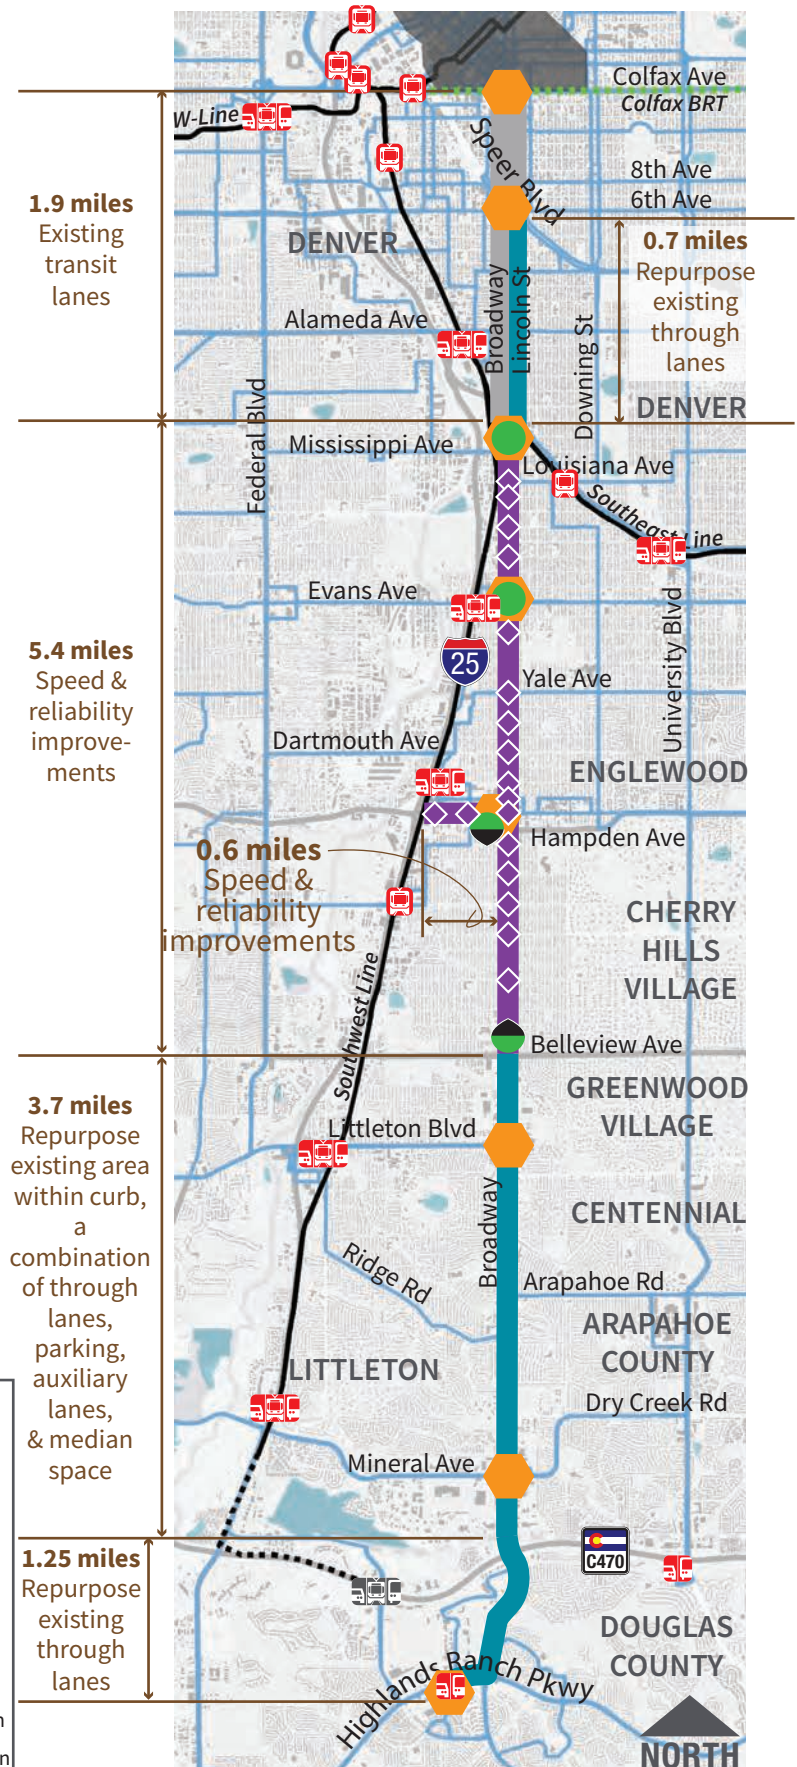 Colfax Ave
Colfax BRT
W-Line
Speer Blvd
8th Ave
6th Ave
1.9 miles
Existing
transit
lanes
DENVER
0.7 miles
Repurpose
existing
through
lanes
Broadway
Lincoln St
Alameda Ave
Downing St
DENVER
Federal Blvd
Mississippi Ave
Louisiana Ave
Southeast Line
Evans Ave
University Blvd
25
5.4 miles
Speed &
reliability
improve-
ments
Yale Ave
Dartmouth Ave
ENGLEWOOD
Hampden Ave
0.6 miles
Speed &
reliability
improvements
CHERRY
HILLS
VILLAGE
Southwest Line
Belleview Ave
GREENWOOD
VILLAGE
3.7 miles
Repurpose
existing area
within curb,
a
combination
of through
lanes,
parking,
auxiliary
lanes,
& median
space
Littleton Blvd
Broadway
CENTENNIAL
Ridge Rd
Arapahoe Rd
ARAPAHOE
COUNTY
LITTLETON
Dry Creek Rd
Mineral Ave
C470
1.25 miles
Repurpose
existing
through
lanes
DOUGLAS
COUNTY
Highlands Ranch Pkwy
NORTH